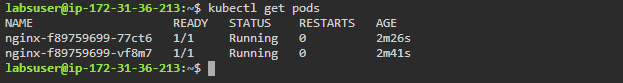 labsuser@ip-172-31-36-213:~$ kubectl get pods
NAME READY STATUS RESTARTS AGE
nginx-f89759699-77ct6 1/1 Running 0 2m26s
nginx-f89759699-vf8m7 1/1 Running 0 2m41s
labsuser@ip-172-31-36-213:~$